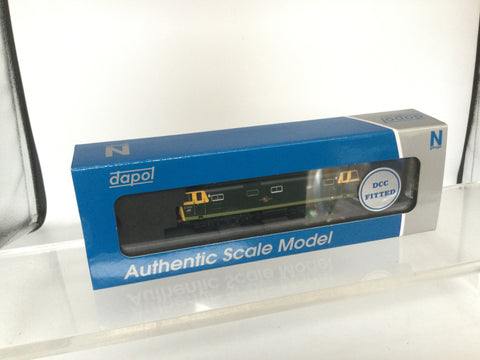 dapol
N
dapol
N
DCC
FITTED
Authentic Scale Model